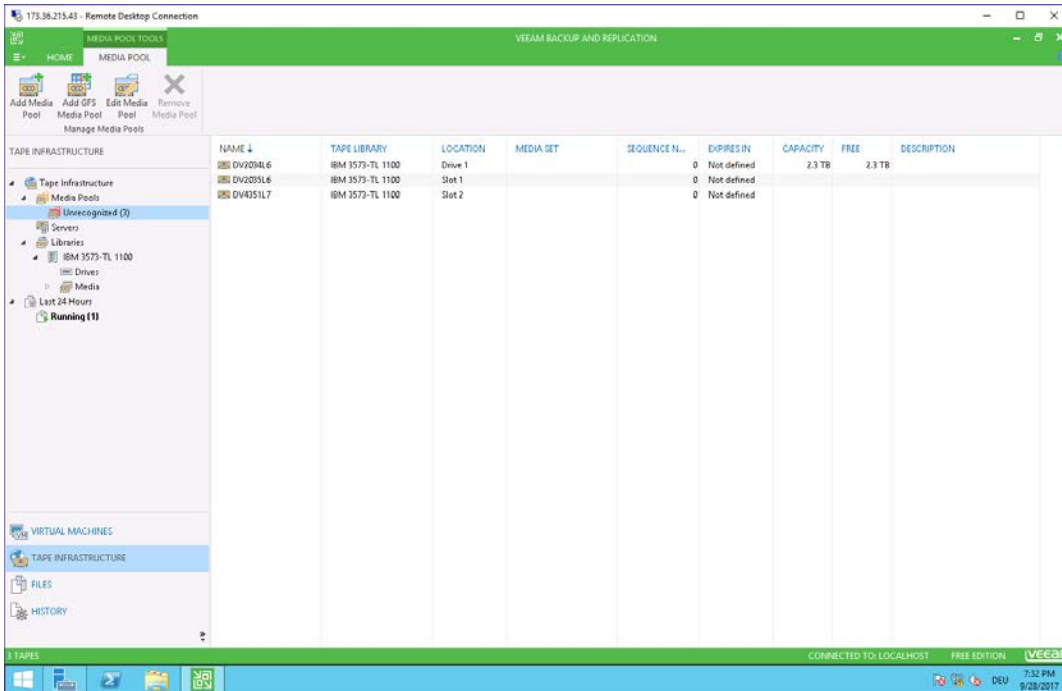 173.36.215.43 - Remote Desktop Connection
MEDIA POOL TOOLS
VEEAM BACKUP AND REPLICATION
HOME MEDIA POOL
Add Media Pool
Add GFS Media Pool
Edit Media Pool
Remove Media Pool
Manage Media Pools
TAPE INFRASTRUCTURE
Tape Infrastructure
Media Pools
Unrecognized (3)
Servers
Libraries
IBM 3573-TL 1100
Drives
Media
Last 24 Hours
Running (1)
NAME TAPE LIBRARY LOCATION MEDIA SET SEQUENCE N... EXPIRES IN CAPACITY FREE DESCRIPTION
DV2034L6 IBM 3573-TL 1100 Drive 1 0 Not defined 2.3 TB 2.3 TB
DV2035L6 IBM 3573-TL 1100 Slot 1 0 Not defined
DV4351L7 IBM 3573-TL 1100 Slot 2 0 Not defined
VIRTUAL MACHINES
TAPE INFRASTRUCTURE
FILES
HISTORY
3 TAPES
CONNECTED TO: LOCALHOST FREE EDITION veea
DEU
7:32 PM
9/28/2017